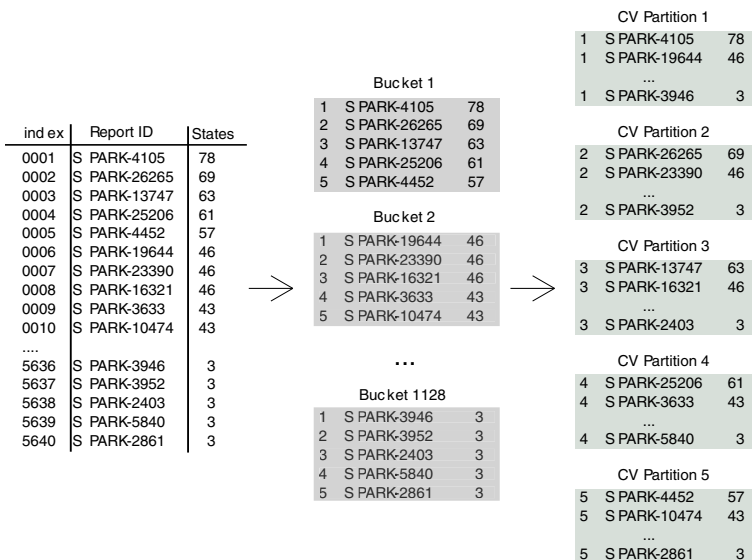 ind ex Report ID States
0001 S PARK-4105 78
0002 S PARK-26265 69
0003 S PARK-13747 63
0004 S PARK-25206 61
0005 S PARK-4452 57
0006 S PARK-19644 46
0007 S PARK-23390 46
0008 S PARK-16321 46
0009 S PARK-3633 43
0010 S PARK-10474 43
....
5636 S PARK-3946 3
5637 S PARK-3952 3
5638 S PARK-2403 3
5639 S PARK-5840 3
5640 S PARK-2861 3
Bucket 1
1 S PARK-4105 78
2 S PARK-26265 69
3 S PARK-13747 63
4 S PARK-25206 61
5 S PARK-4452 57
Bucket 2
1 S PARK-19644 46
2 S PARK-23390 46
3 S PARK-16321 46
4 S PARK-3633 43
5 S PARK-10474 43
...
Bucket 1128
1 S PARK-3946 3
2 S PARK-3952 3
3 S PARK-2403 3
4 S PARK-5840 3
5 S PARK-2861 3
CV Partition 1
1 S PARK-4105 78
1 S PARK-19644 46
...
1 S PARK-3946 3
CV Partition 2
2 S PARK-26265 69
2 S PARK-23390 46
...
2 S PARK-3952 3
CV Partition 3
3 S PARK-13747 63
3 S PARK-16321 46
...
3 S PARK-2403 3
CV Partition 4
4 S PARK-25206 61
4 S PARK-3633 43
...
4 S PARK-5840 3
CV Partition 5
5 S PARK-4452 57
5 S PARK-10474 43
...
5 S PARK-2861 3